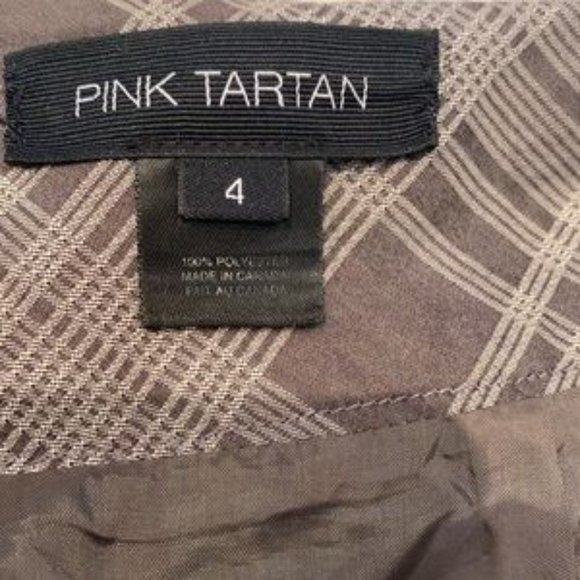 PINK TARTAN
4
100% POLYESTER
MADE IN CANADA
FAIT AU CANADA